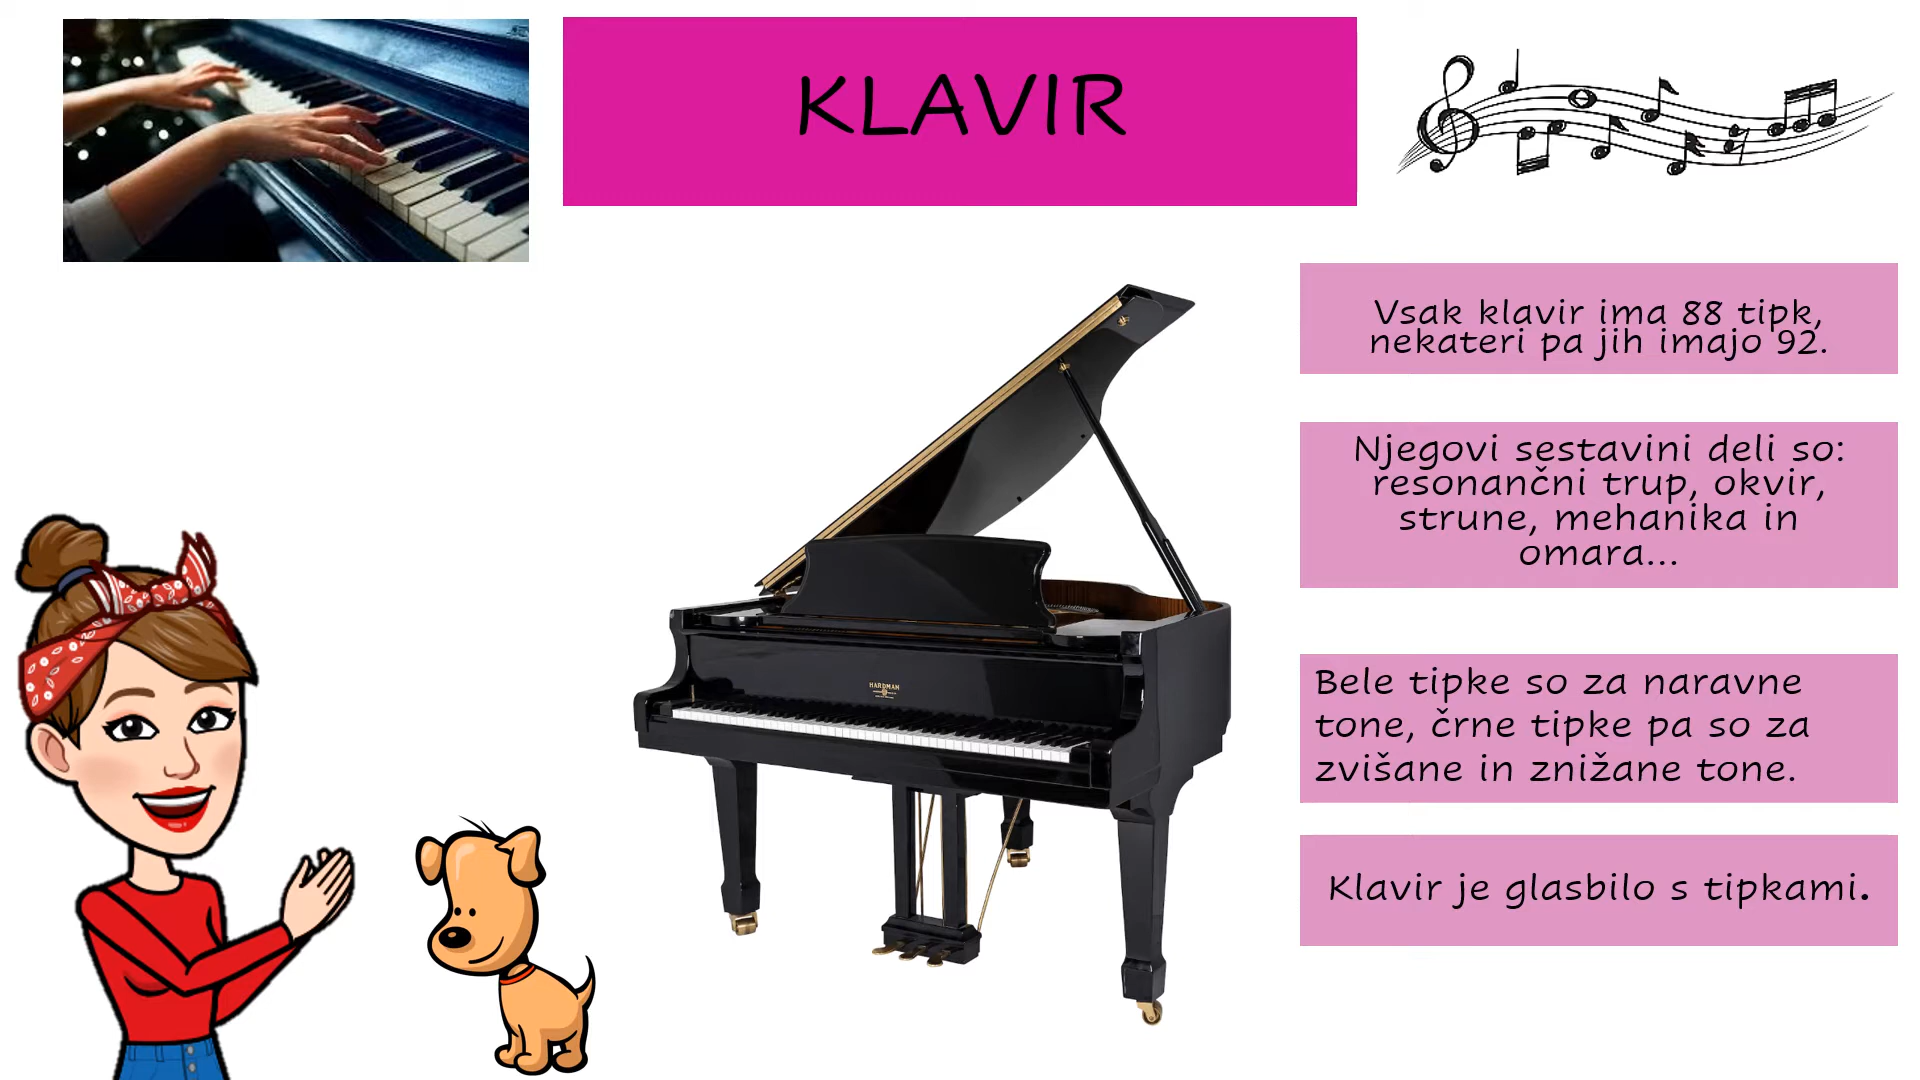 KLAVIR
Vsak klavir ima 88 tipk,
nekateri pa jih imajo 92.
Njegovi sestavini deli so:
resonančni trup, okvir,
strune, mehanika in
omara...
HARDMAN
Bele tipke so za naravne
tone, črne tipke pa so za
zvišane in znižane tone.
Klavir je glasbilo s tipkami.